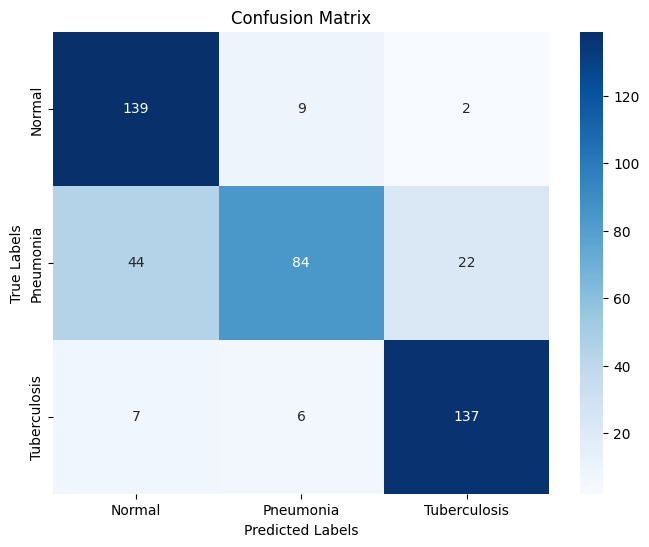 Confusion Matrix
True Labels
Normal
139
9
2
Pneumonia
44
84
22
Tuberculosis
7
6
137
Normal
Pneumonia
Tuberculosis
Predicted Labels
120
100
80
60
40
20